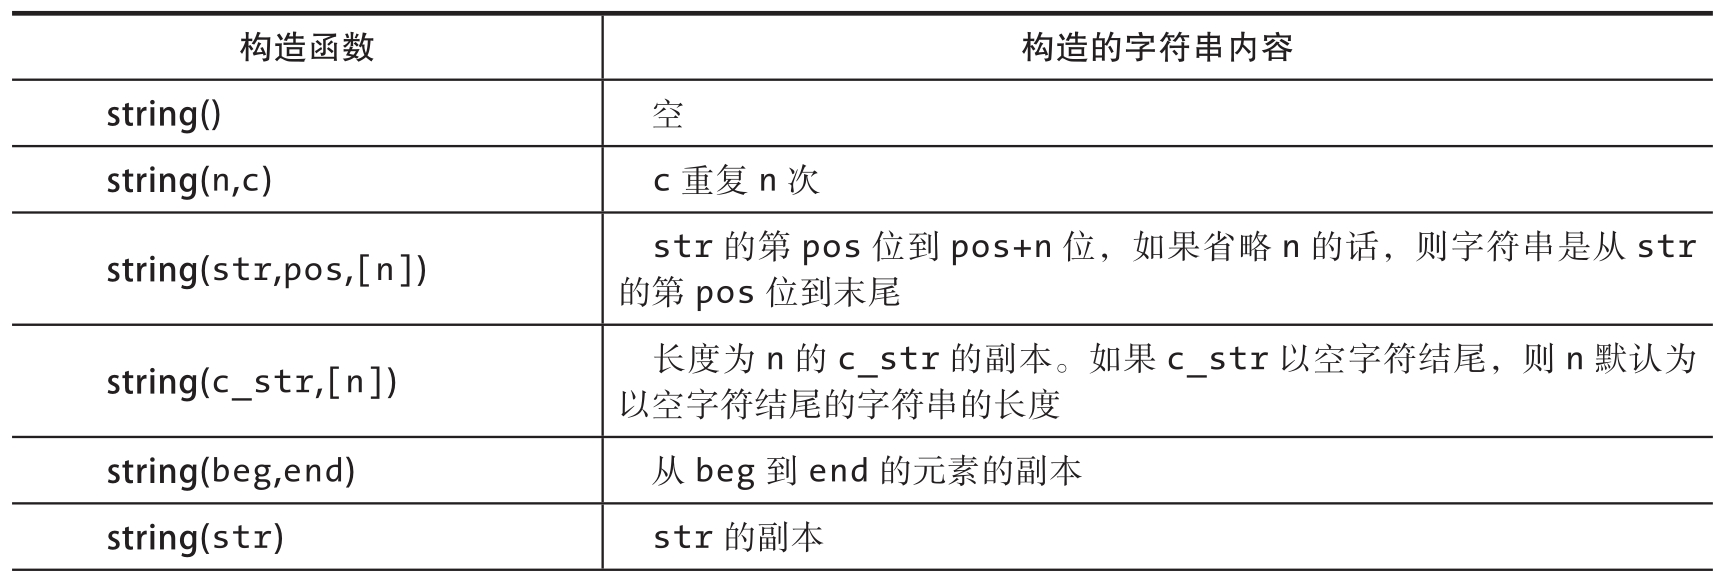 构造函数 构造的字符串内容
string() 空
string(n,c) c 重复 n 次
string(str,pos,[n]) str 的第 pos 位到 pos+n 位，如果省略 n 的话，则字符串是从 str
的第 pos 位到末尾
string(c_str,[n]) 长度为 n 的 c_str 的副本。如果 c_str 以空字符结尾，则 n 默认为
以空字符结尾的字符串的长度
string(beg,end) 从 beg 到 end 的元素的副本
string(str) str 的副本